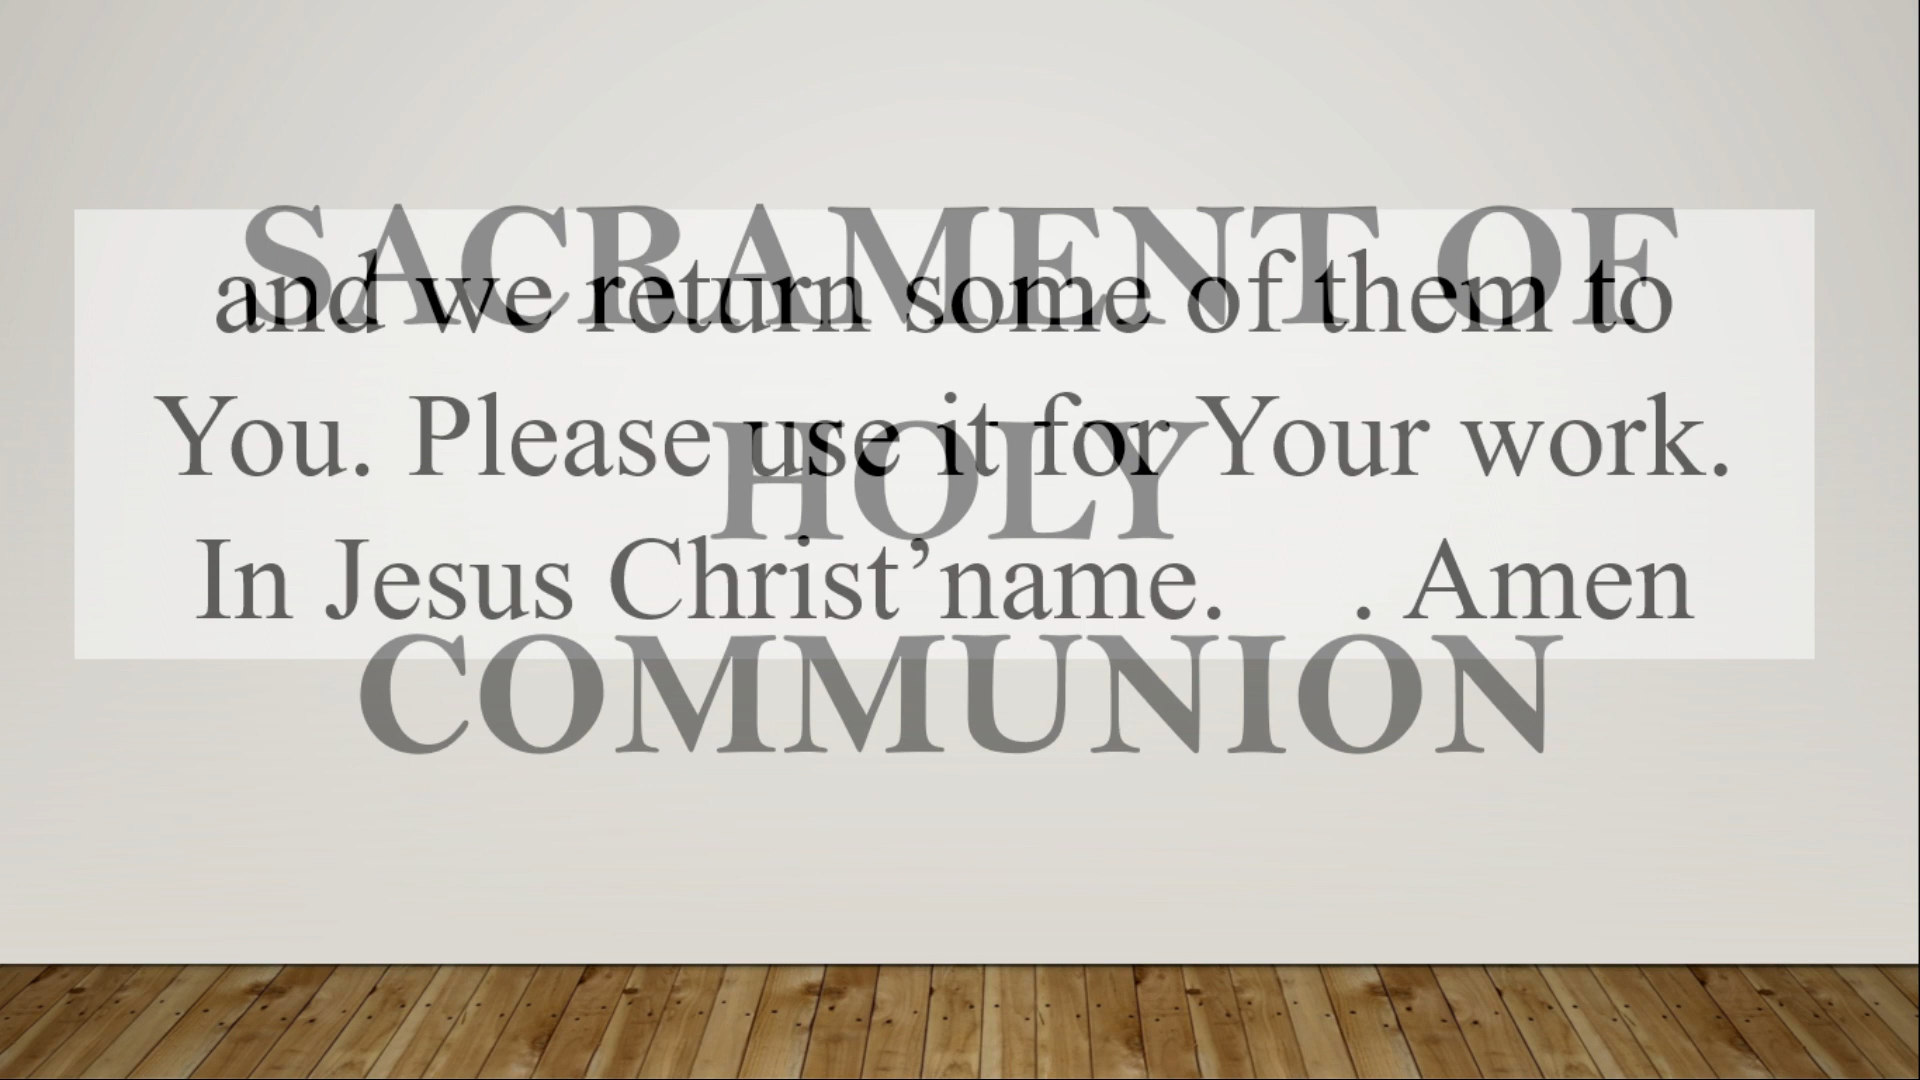 SACRAMENT OF
and we return some of them to
You. Please use it for Your work.
HOLY
In Jesus Christ’name. . Amen
COMMUNION